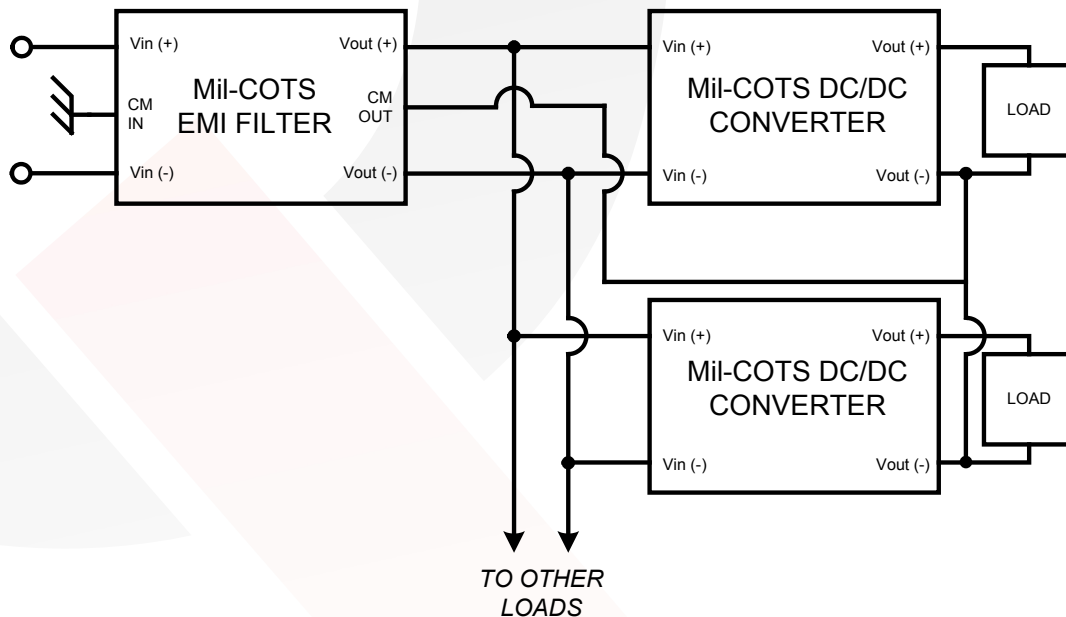 Vin (+)
CM
IN
Vin (-)
Mil-COTS
EMI FILTER
Vout (+)
CM
OUT
Vout (-)
Vin (+)
Vin (-)
Mil-COTS DC/DC
CONVERTER
Vout (+)
Vout (-)
LOAD
Vin (+)
Vin (-)
Mil-COTS DC/DC
CONVERTER
Vout (+)
Vout (-)
LOAD
TO OTHER
LOADS